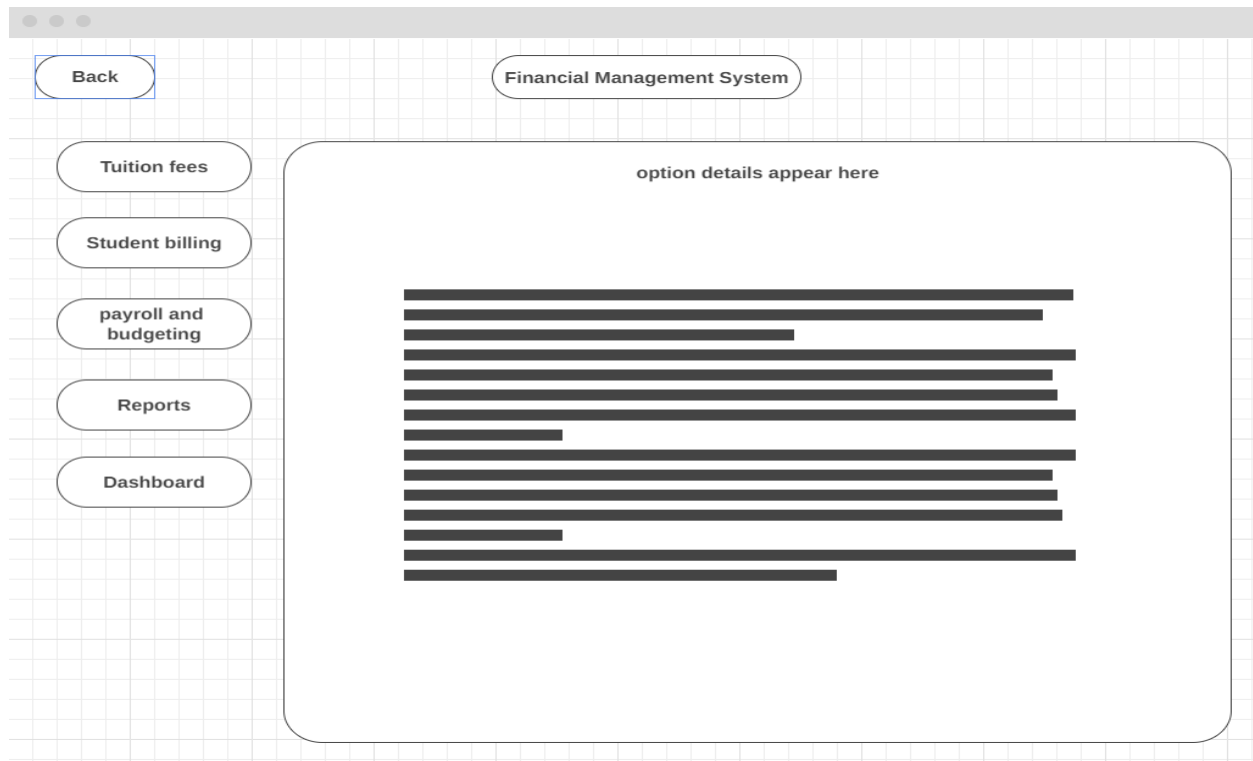 Back
Financial Management System
Tuition fees
Student billing
payroll and
budgeting
Reports
Dashboard
option details appear here